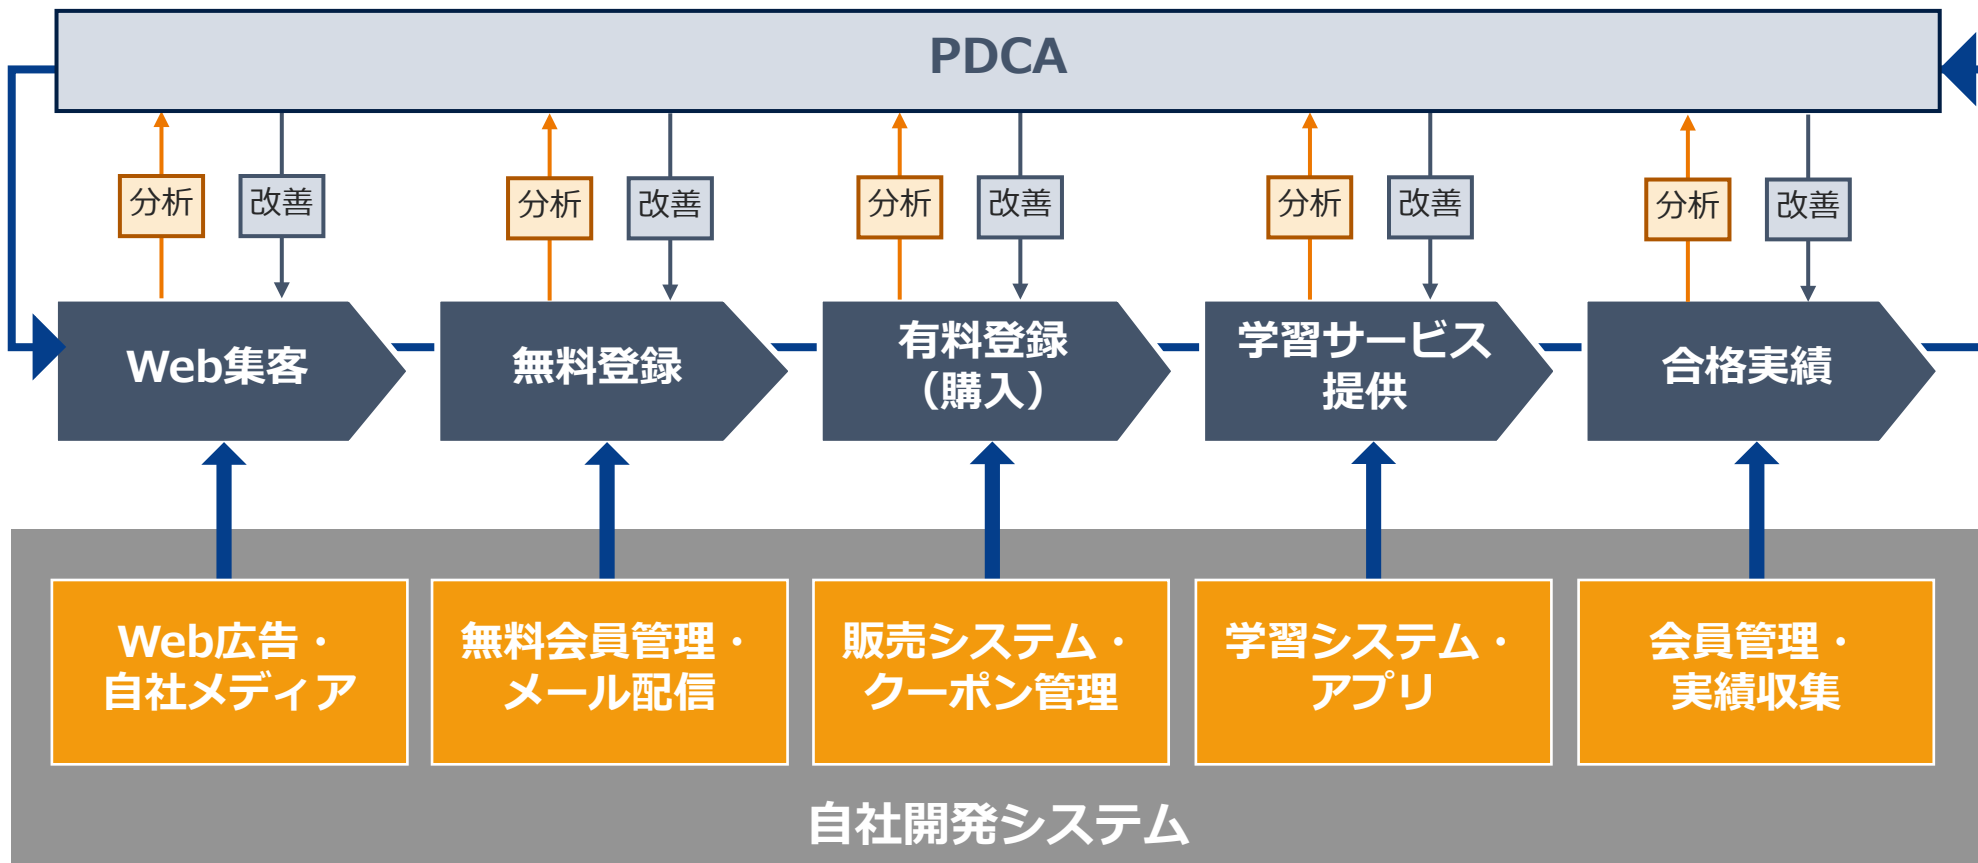 PDCA
分析
改善
分析
改善
分析
改善
分析
改善
分析
改善
Web集客
無料登録
有料登録
（購入）
学習サービス
提供
合格実績
Web広告・
自社メディア
無料会員管理・
メール配信
販売システム・
クーポン管理
学習システム・
アプリ
会員管理・
実績収集
自社開発システム